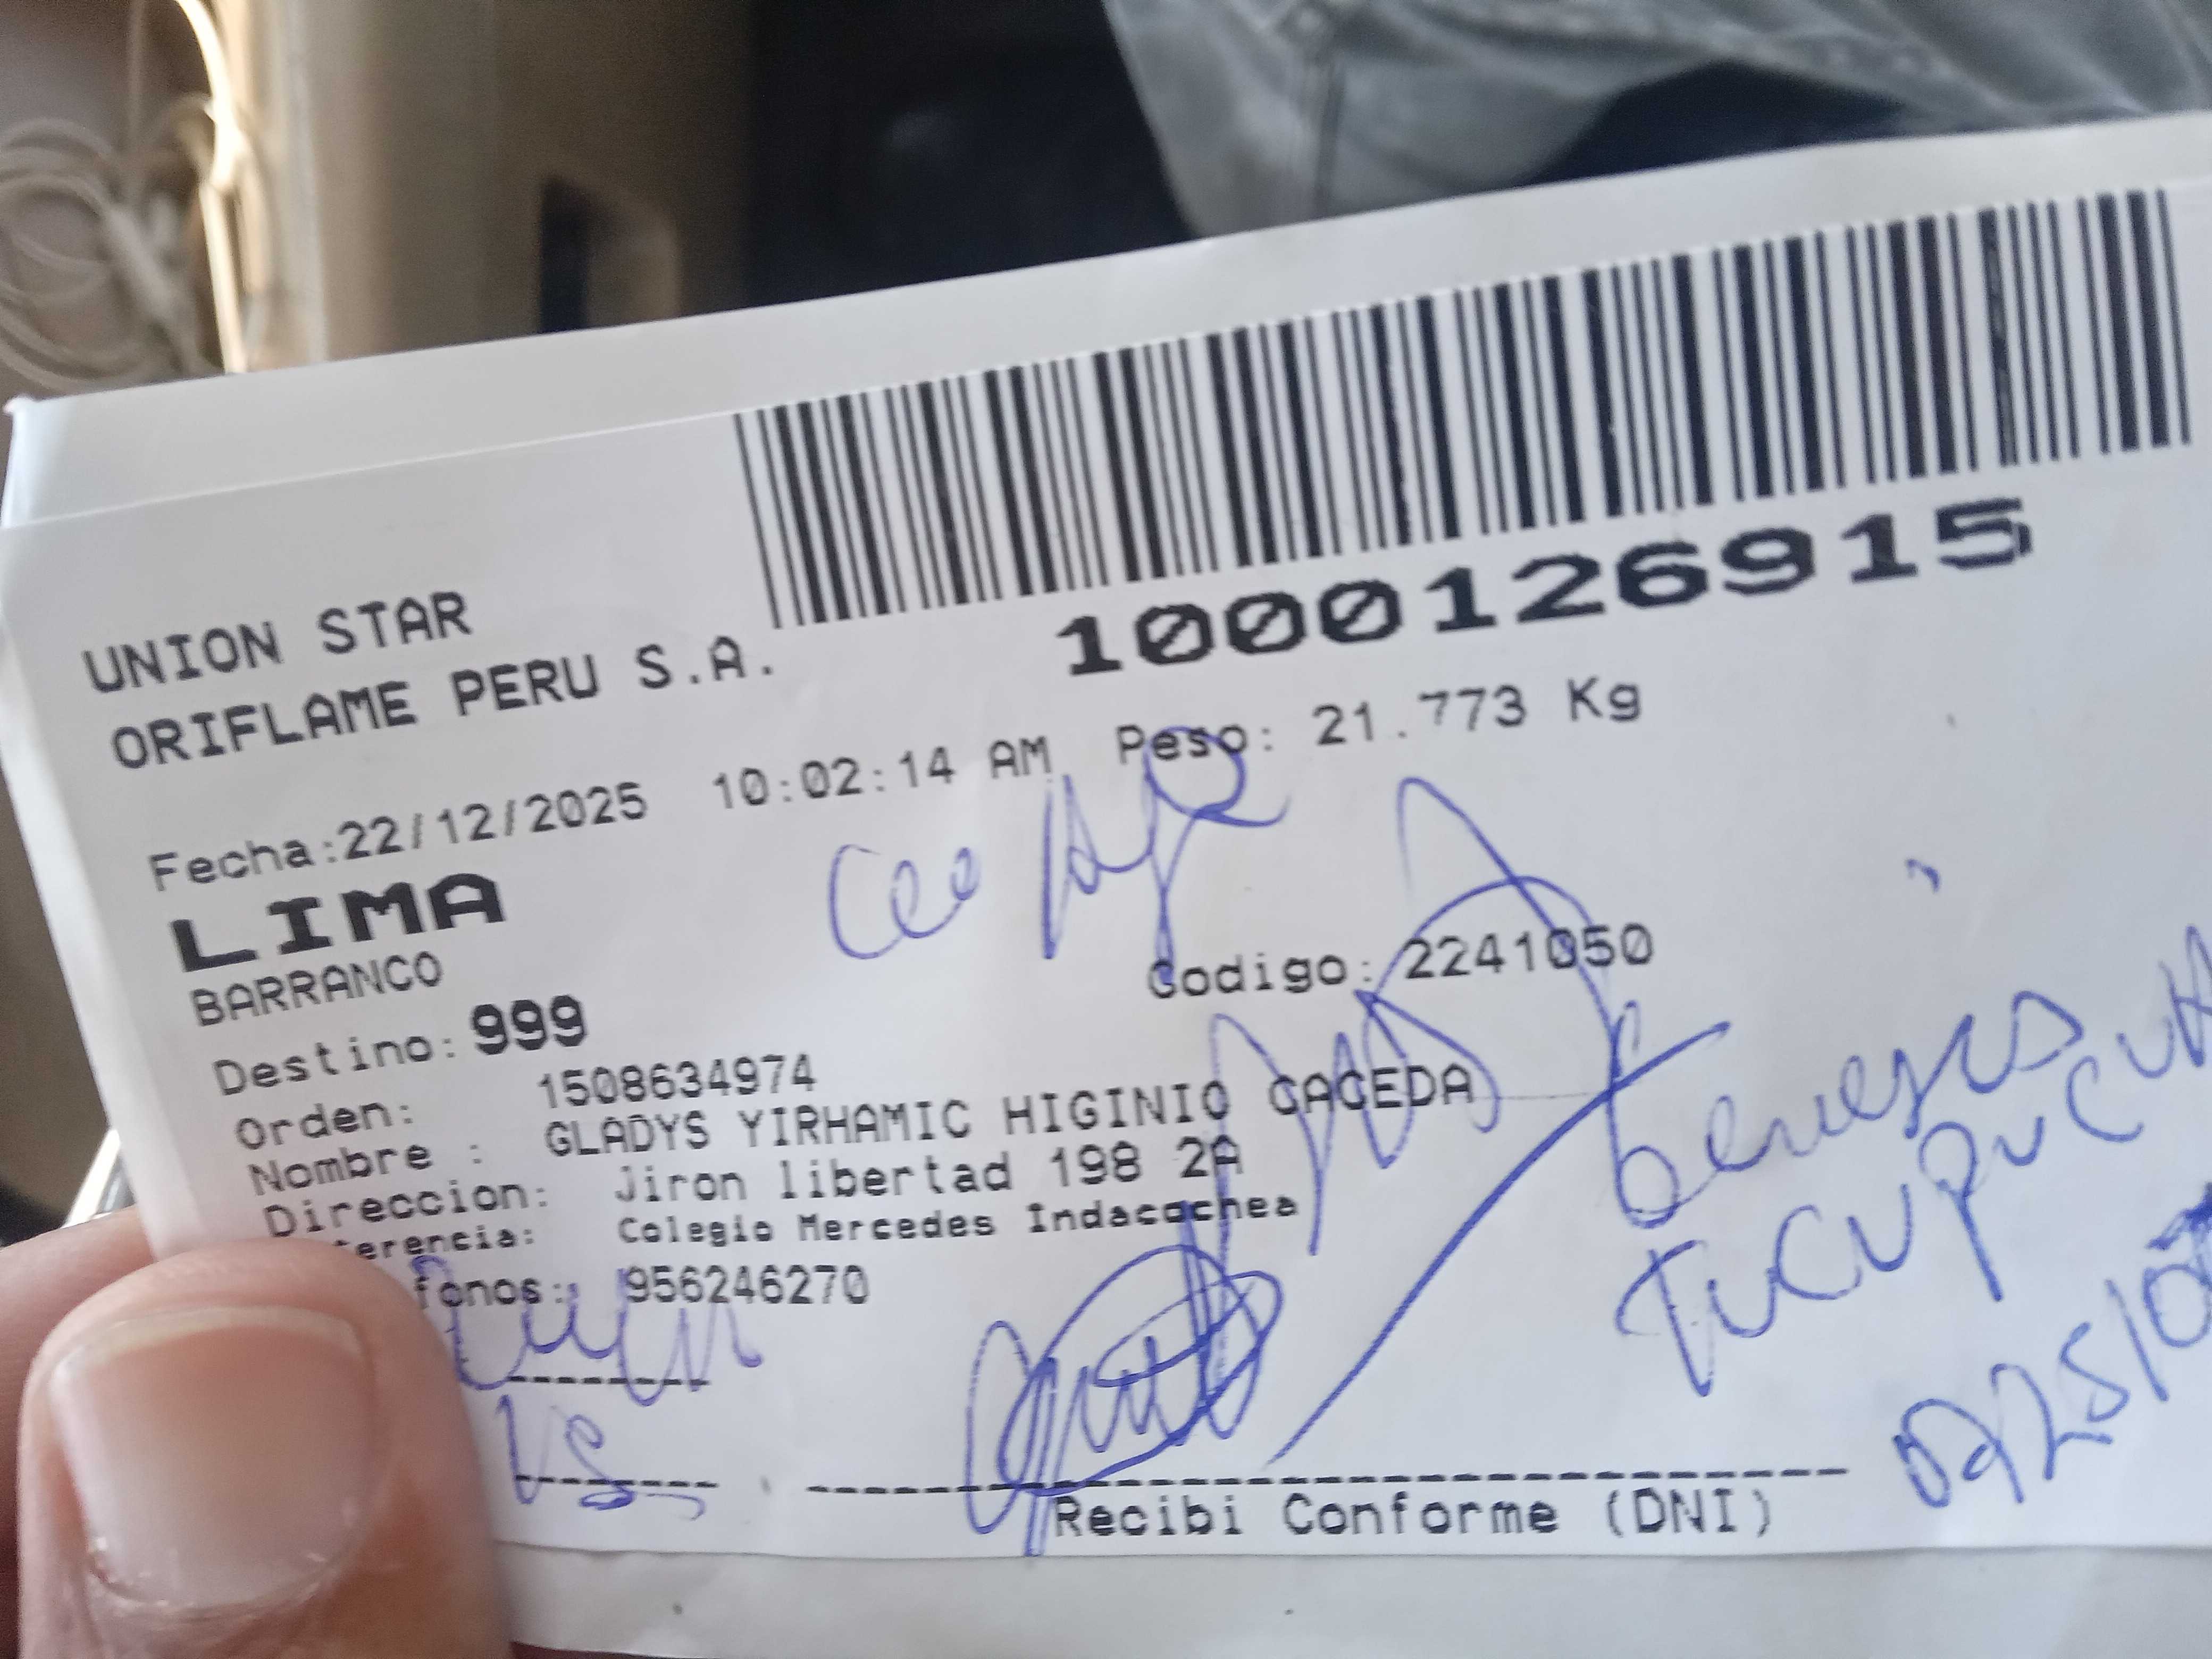 1000126915
UNION STAR
ORIFLAME PERU S.A.
Fecha:22/12/2025 10:02:14 AM Peso: 21.773 Kg
LIMA
BARRANCO
Codigo: 2241050
Destino: 999
Orden: 1508634974
Nombre : GLADYS YIRHAMIC HIGINIO CACEDA
Direccion: Jiron libertad 198 2A
erencia: Colegio Mercedes Indacochea
fonos: 956246270
Recibi Conforme (DNI)